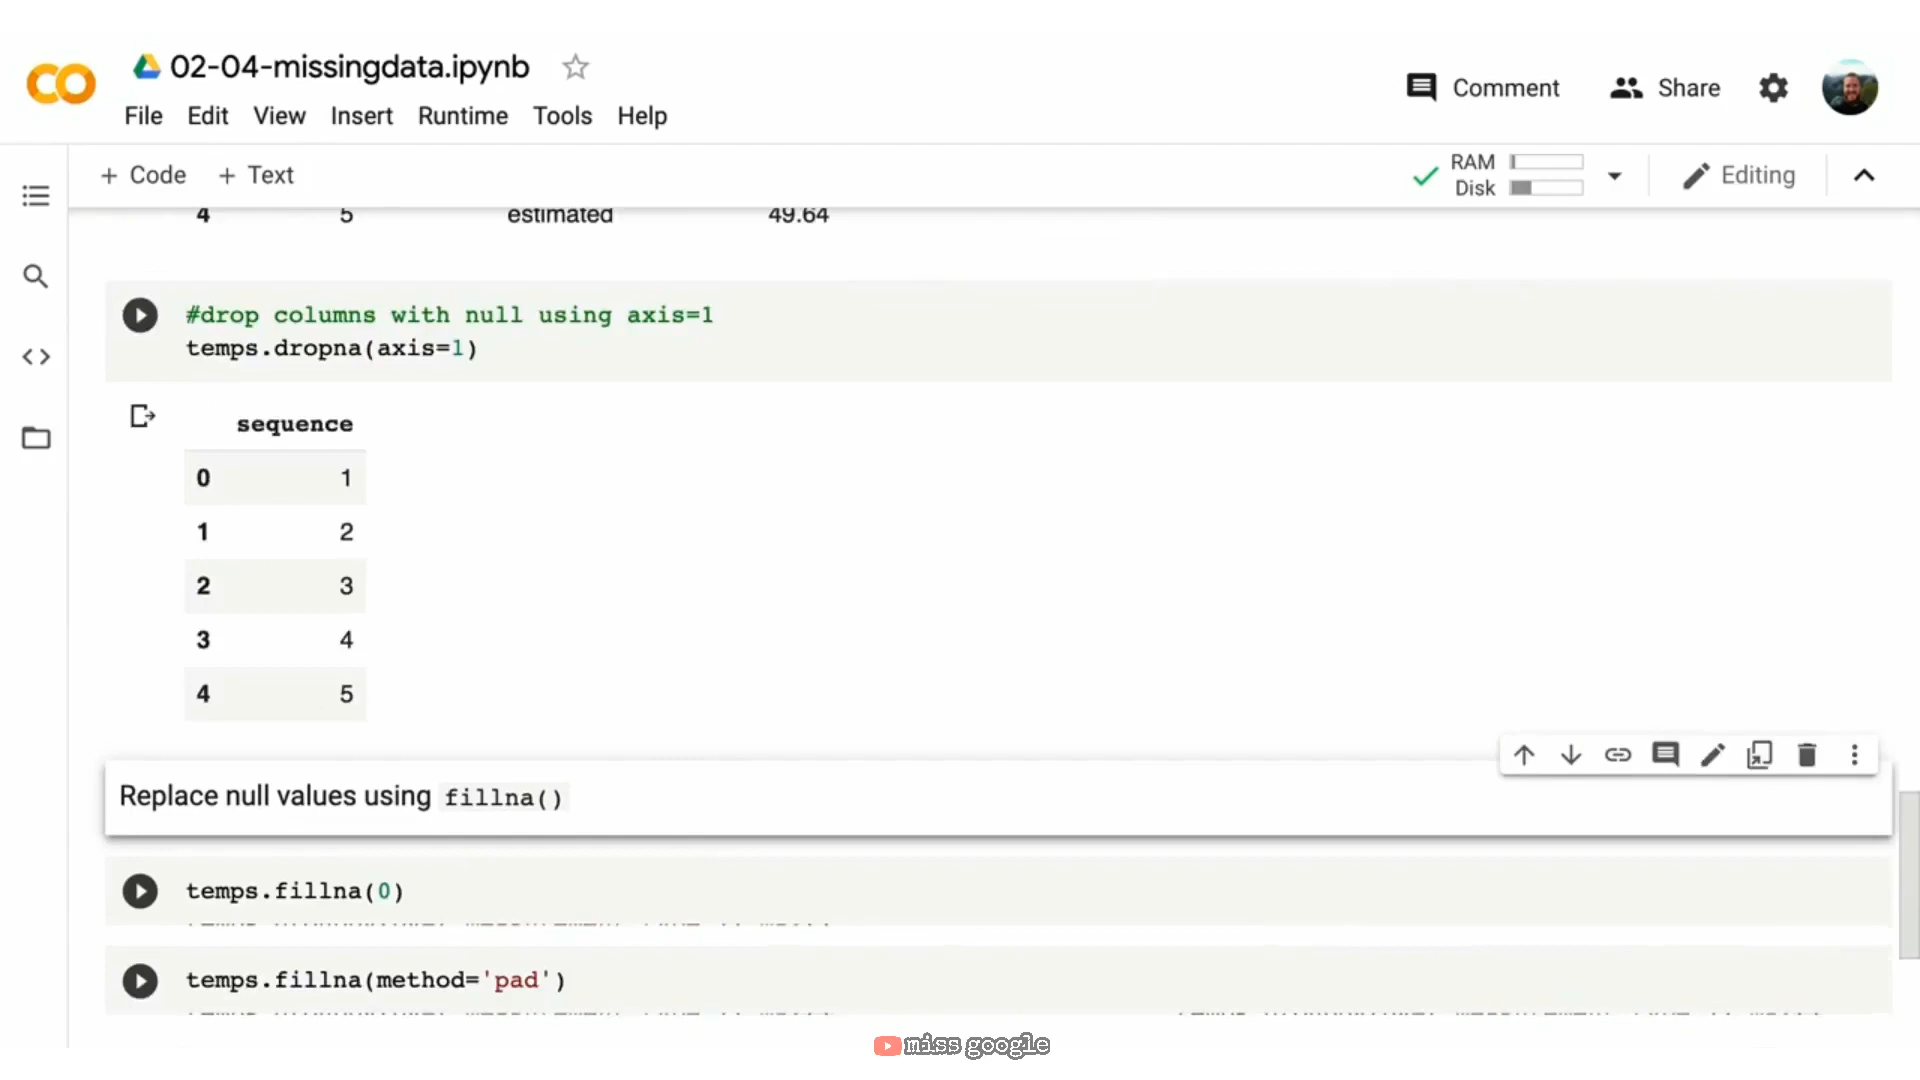 02-04-missingdata.ipynb
File Edit View Insert Runtime Tools Help
Comment
Share
+ Code + Text
RAM
Disk
Editing
4 5 estimated 49.64
#drop columns with null using axis=1
temps.dropna(axis=1)
sequence
0 1
1 2
2 3
3 4
4 5
Replace null values using fillna()
temps.fillna(0)
temps.fillna(method='pad')
miss google